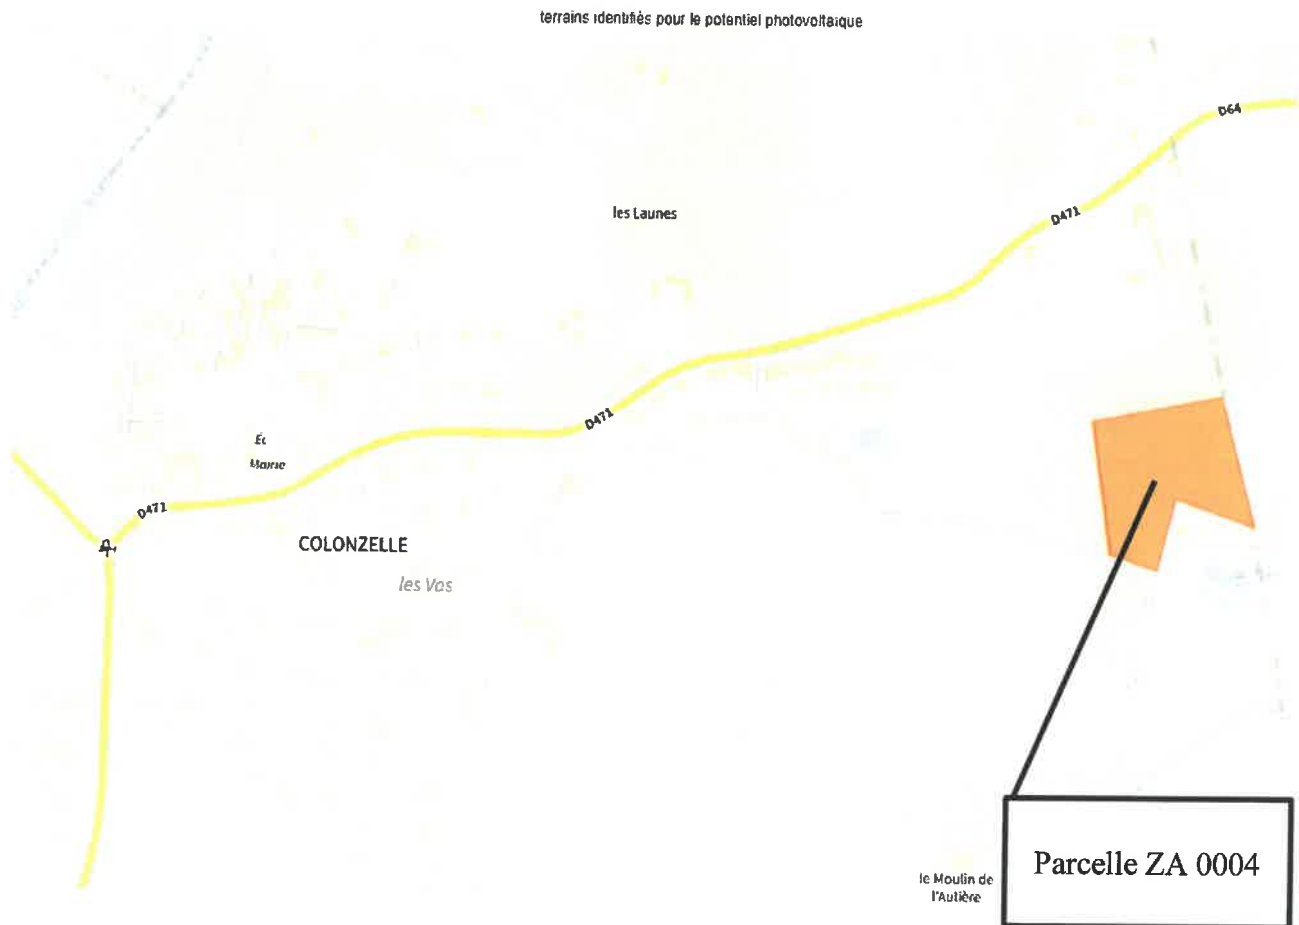 terrains identifiés pour le potentiel photovoltaïque
D64
les Launes
D471
D471
Mairie
D471
COLONZELLE
les Vas
Parcelle ZA 0004
le Moulin de
l'Autière